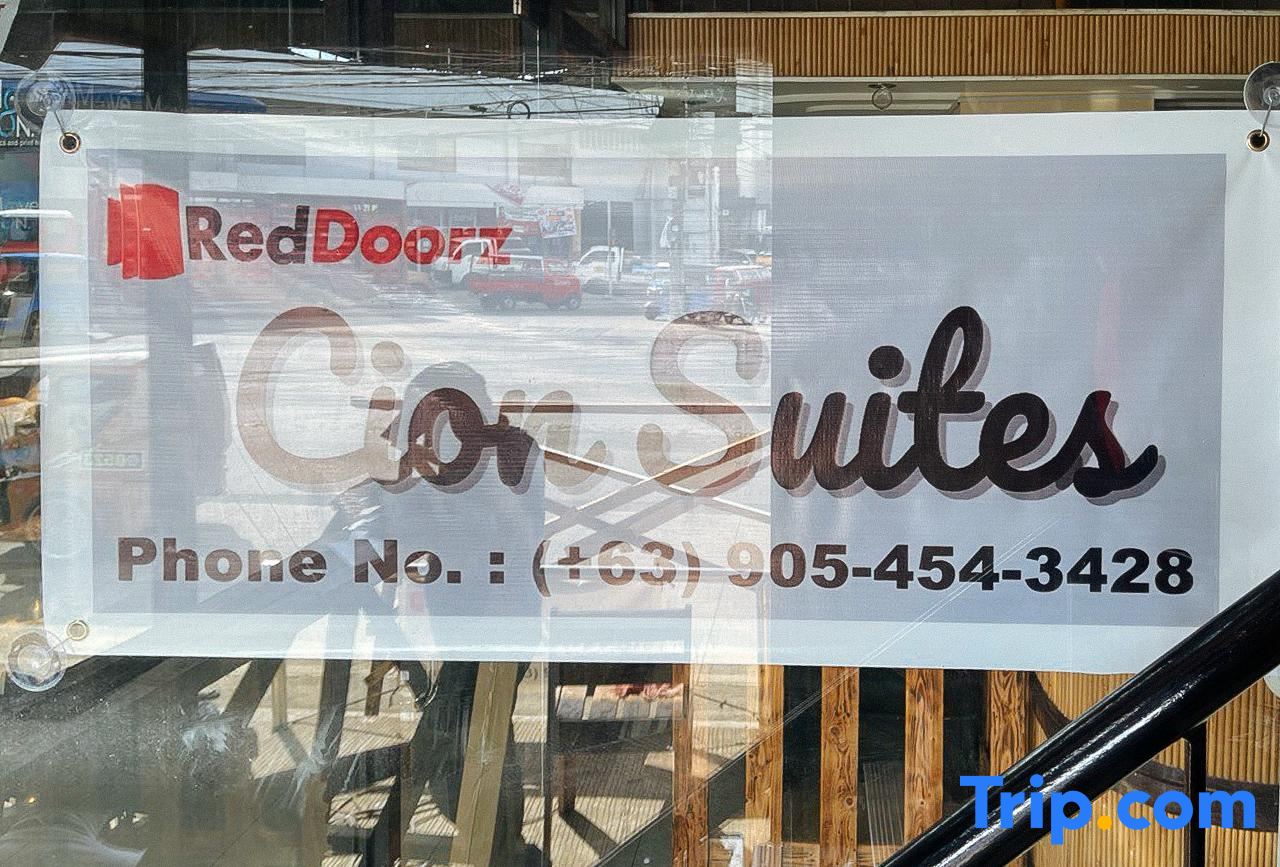 RedDoorz
Cion Suites
Phone No. : (+63) 905-454-3428
Trip.com